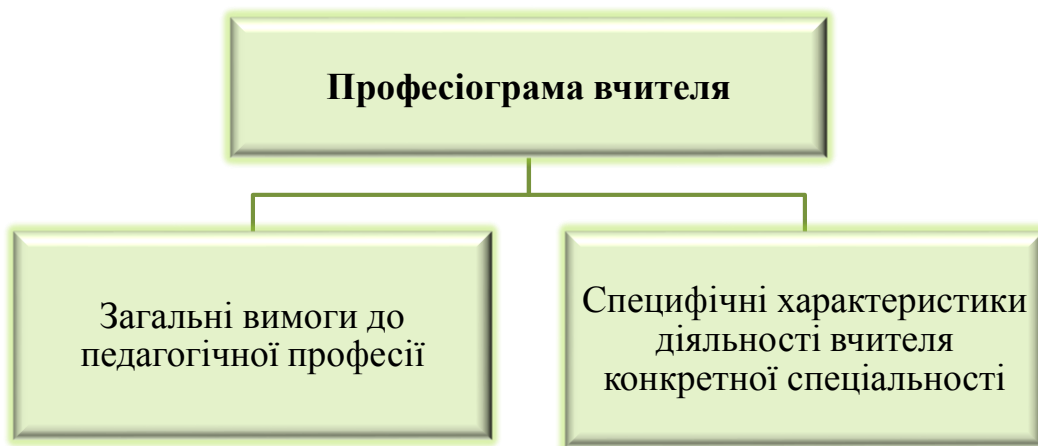 Професіограма вчителя
Загальні вимоги до
педагогічної професії
Специфічні характеристики
діяльності вчителя
конкретної спеціальності